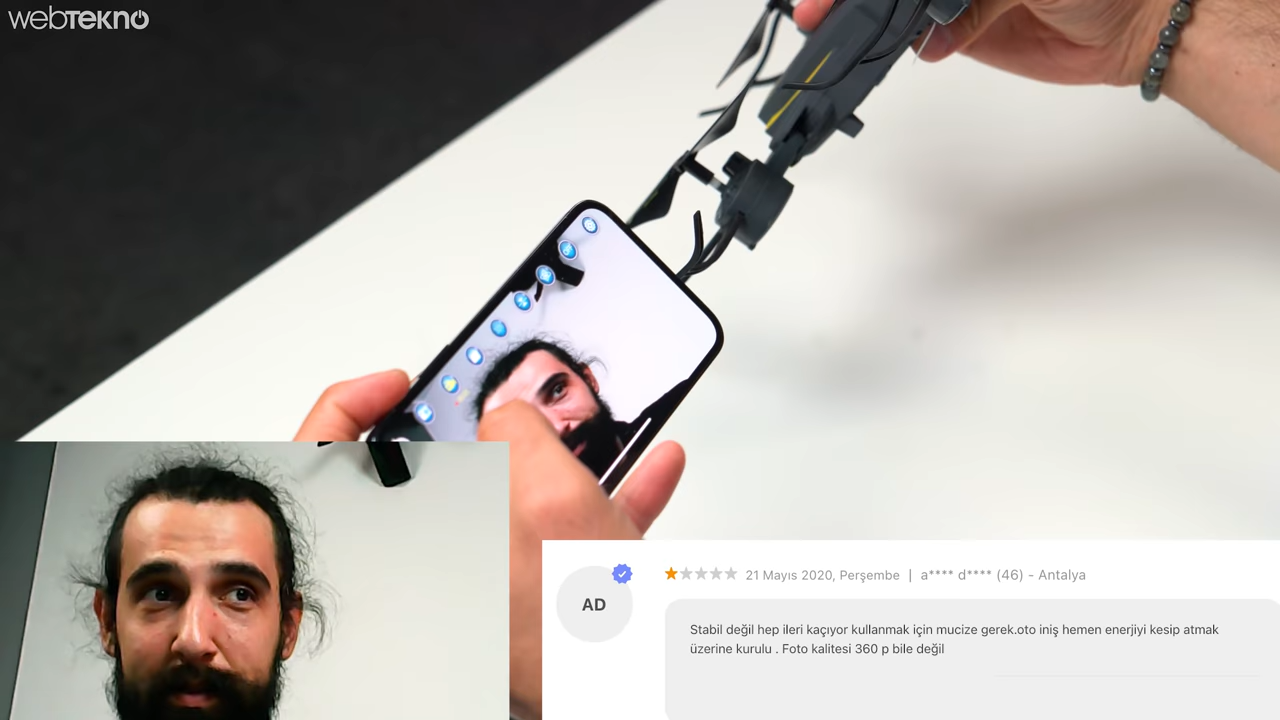 webTEKNO
AD
21 Mayıs 2020, Perşembe | a**** d**** (46) - Antalya
Stabil değil hep ileri kaçıyor kullanmak için mucize gerek.oto iniş hemen enerjiyi kesip atmak
üzerine kurulu . Foto kalitesi 360 p bile değil